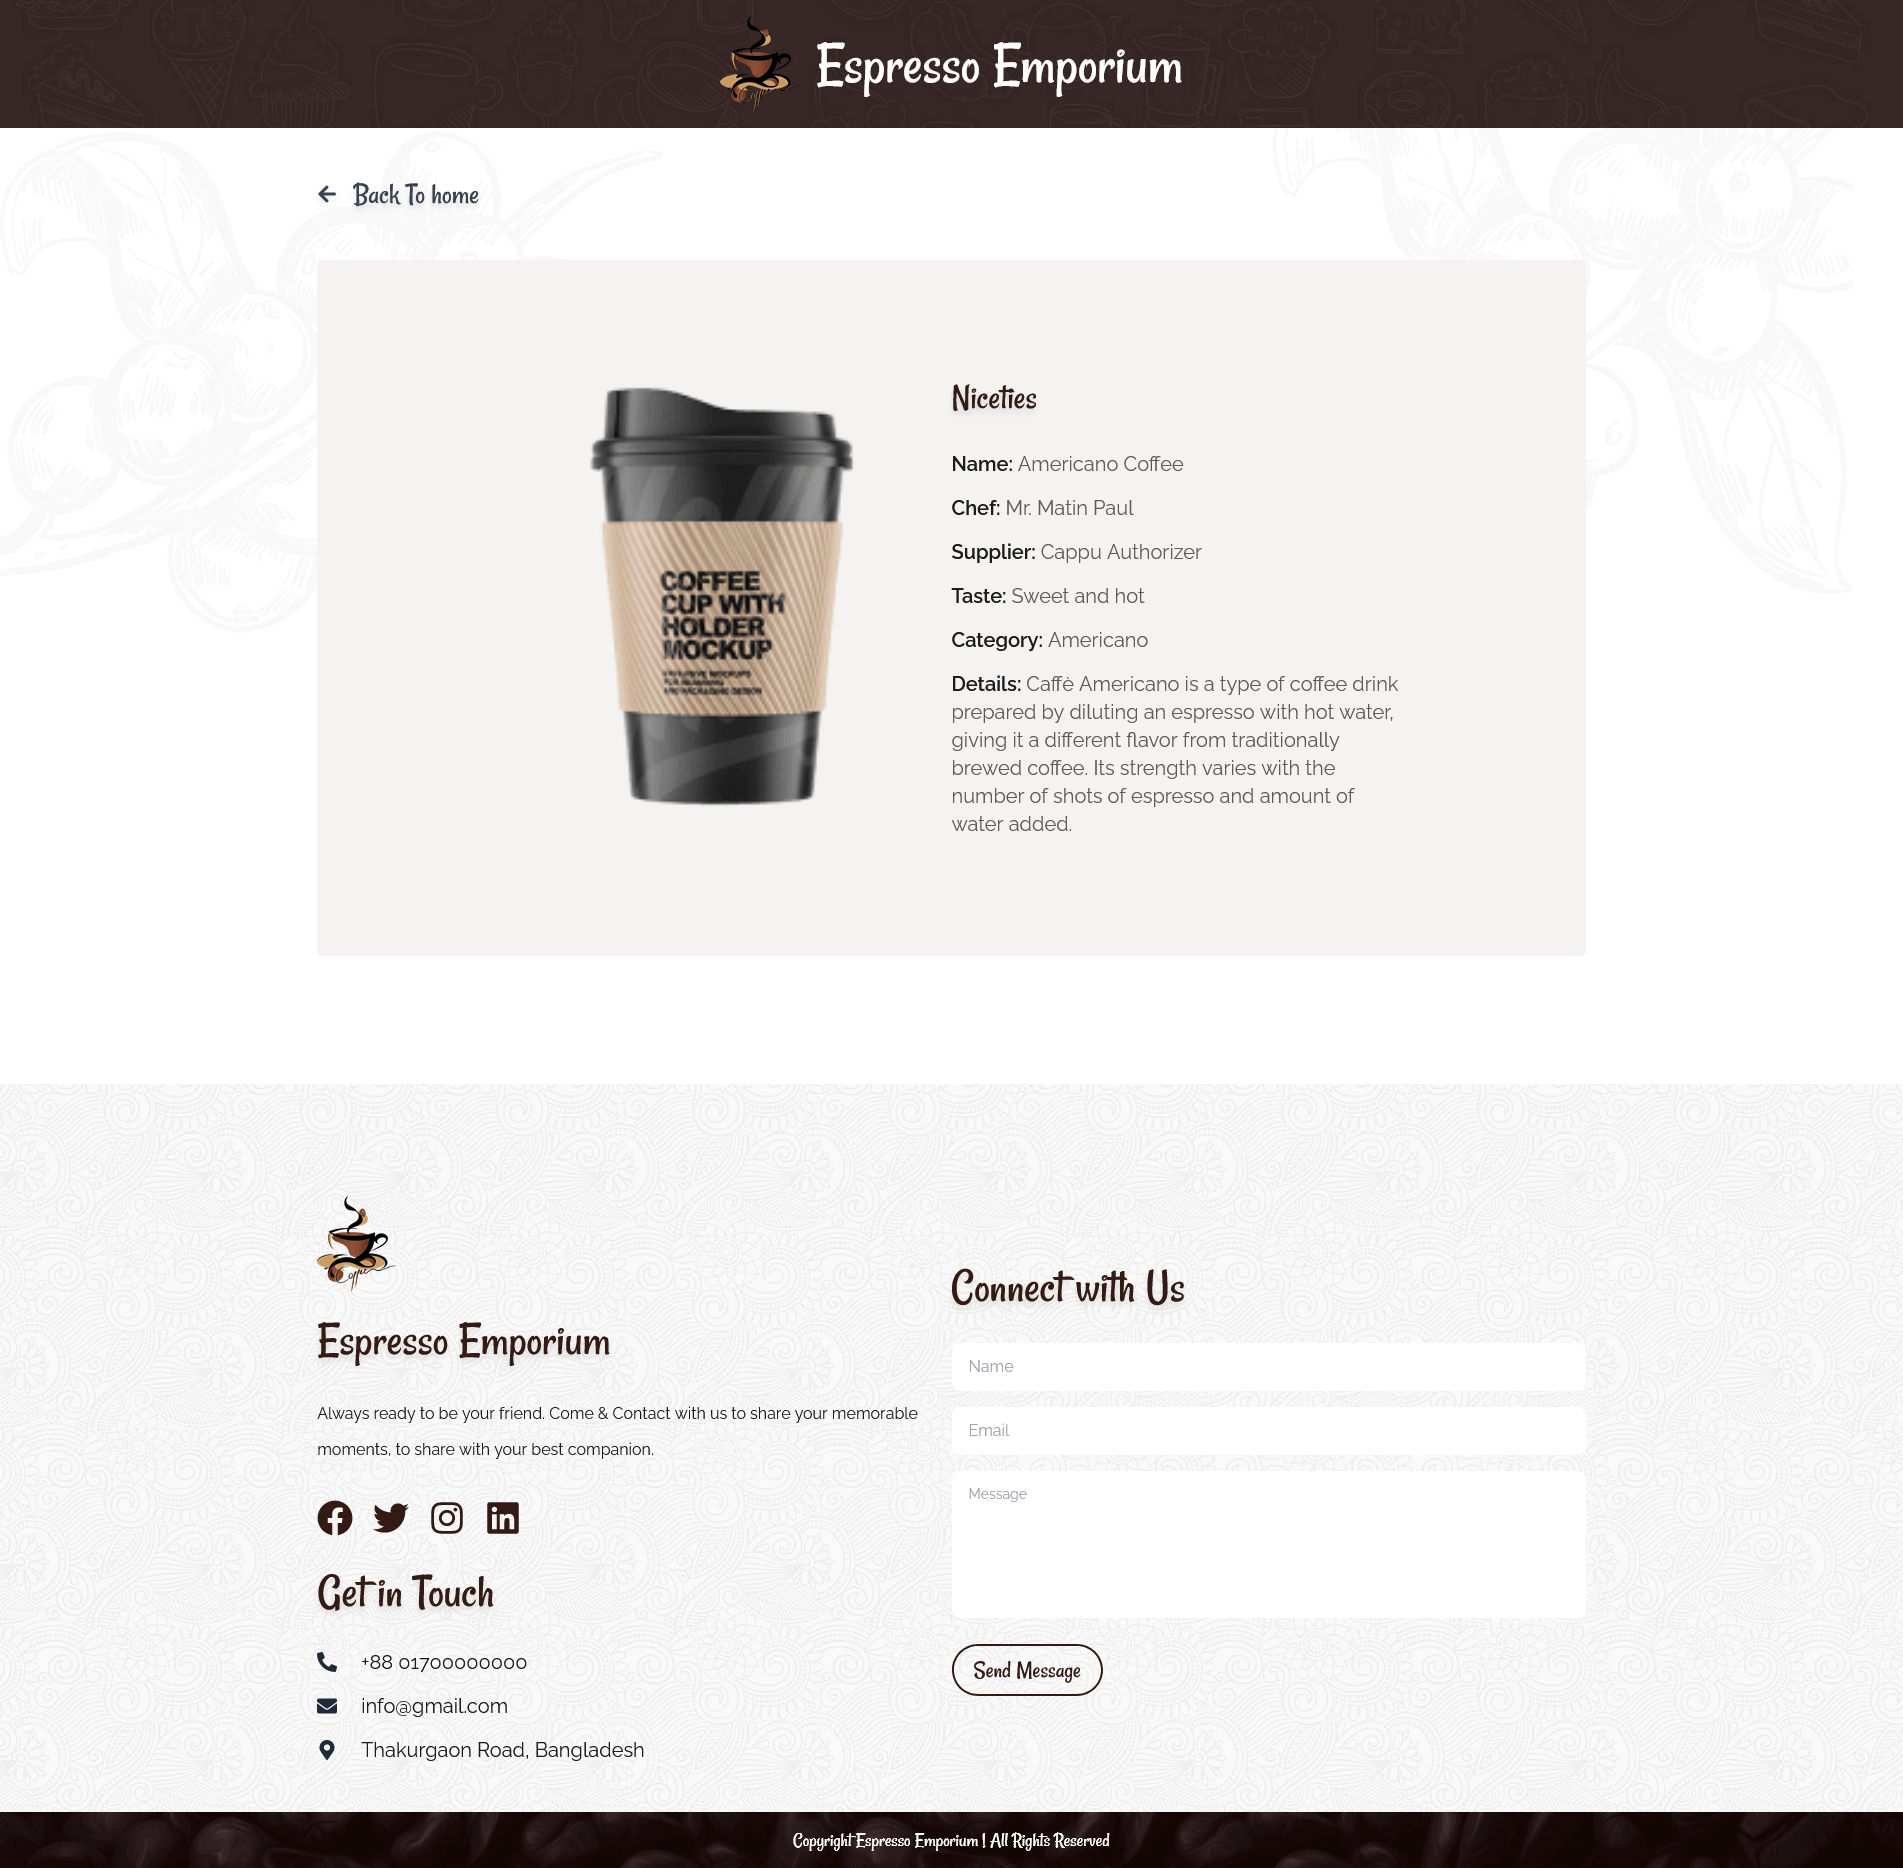 Espresso Emporium
Back To home
COFFEE
CUP WITH
HOLDER
MOCKUP
Niceties
Name: Americano Coffee
Chef: Mr. Matin Paul
Supplier: Cappu Authorizer
Taste: Sweet and hot
Category: Americano
Details: Caffè Americano is a type of coffee drink
prepared by diluting an espresso with hot water,
giving it a different flavor from traditionally
brewed coffee. Its strength varies with the
number of shots of espresso and amount of
water added.
Coffee
Espresso Emporium
Always ready to be your friend. Come & Contact with us to share your memorable
moments, to share with your best companion.
Get in Touch
+88 01700000000
info@gmail.com
Thakurgaon Road, Bangladesh
Connect with Us
Name
Email
Message
Send Message
Copyright Espresso Emporium ! All Rights Reserved